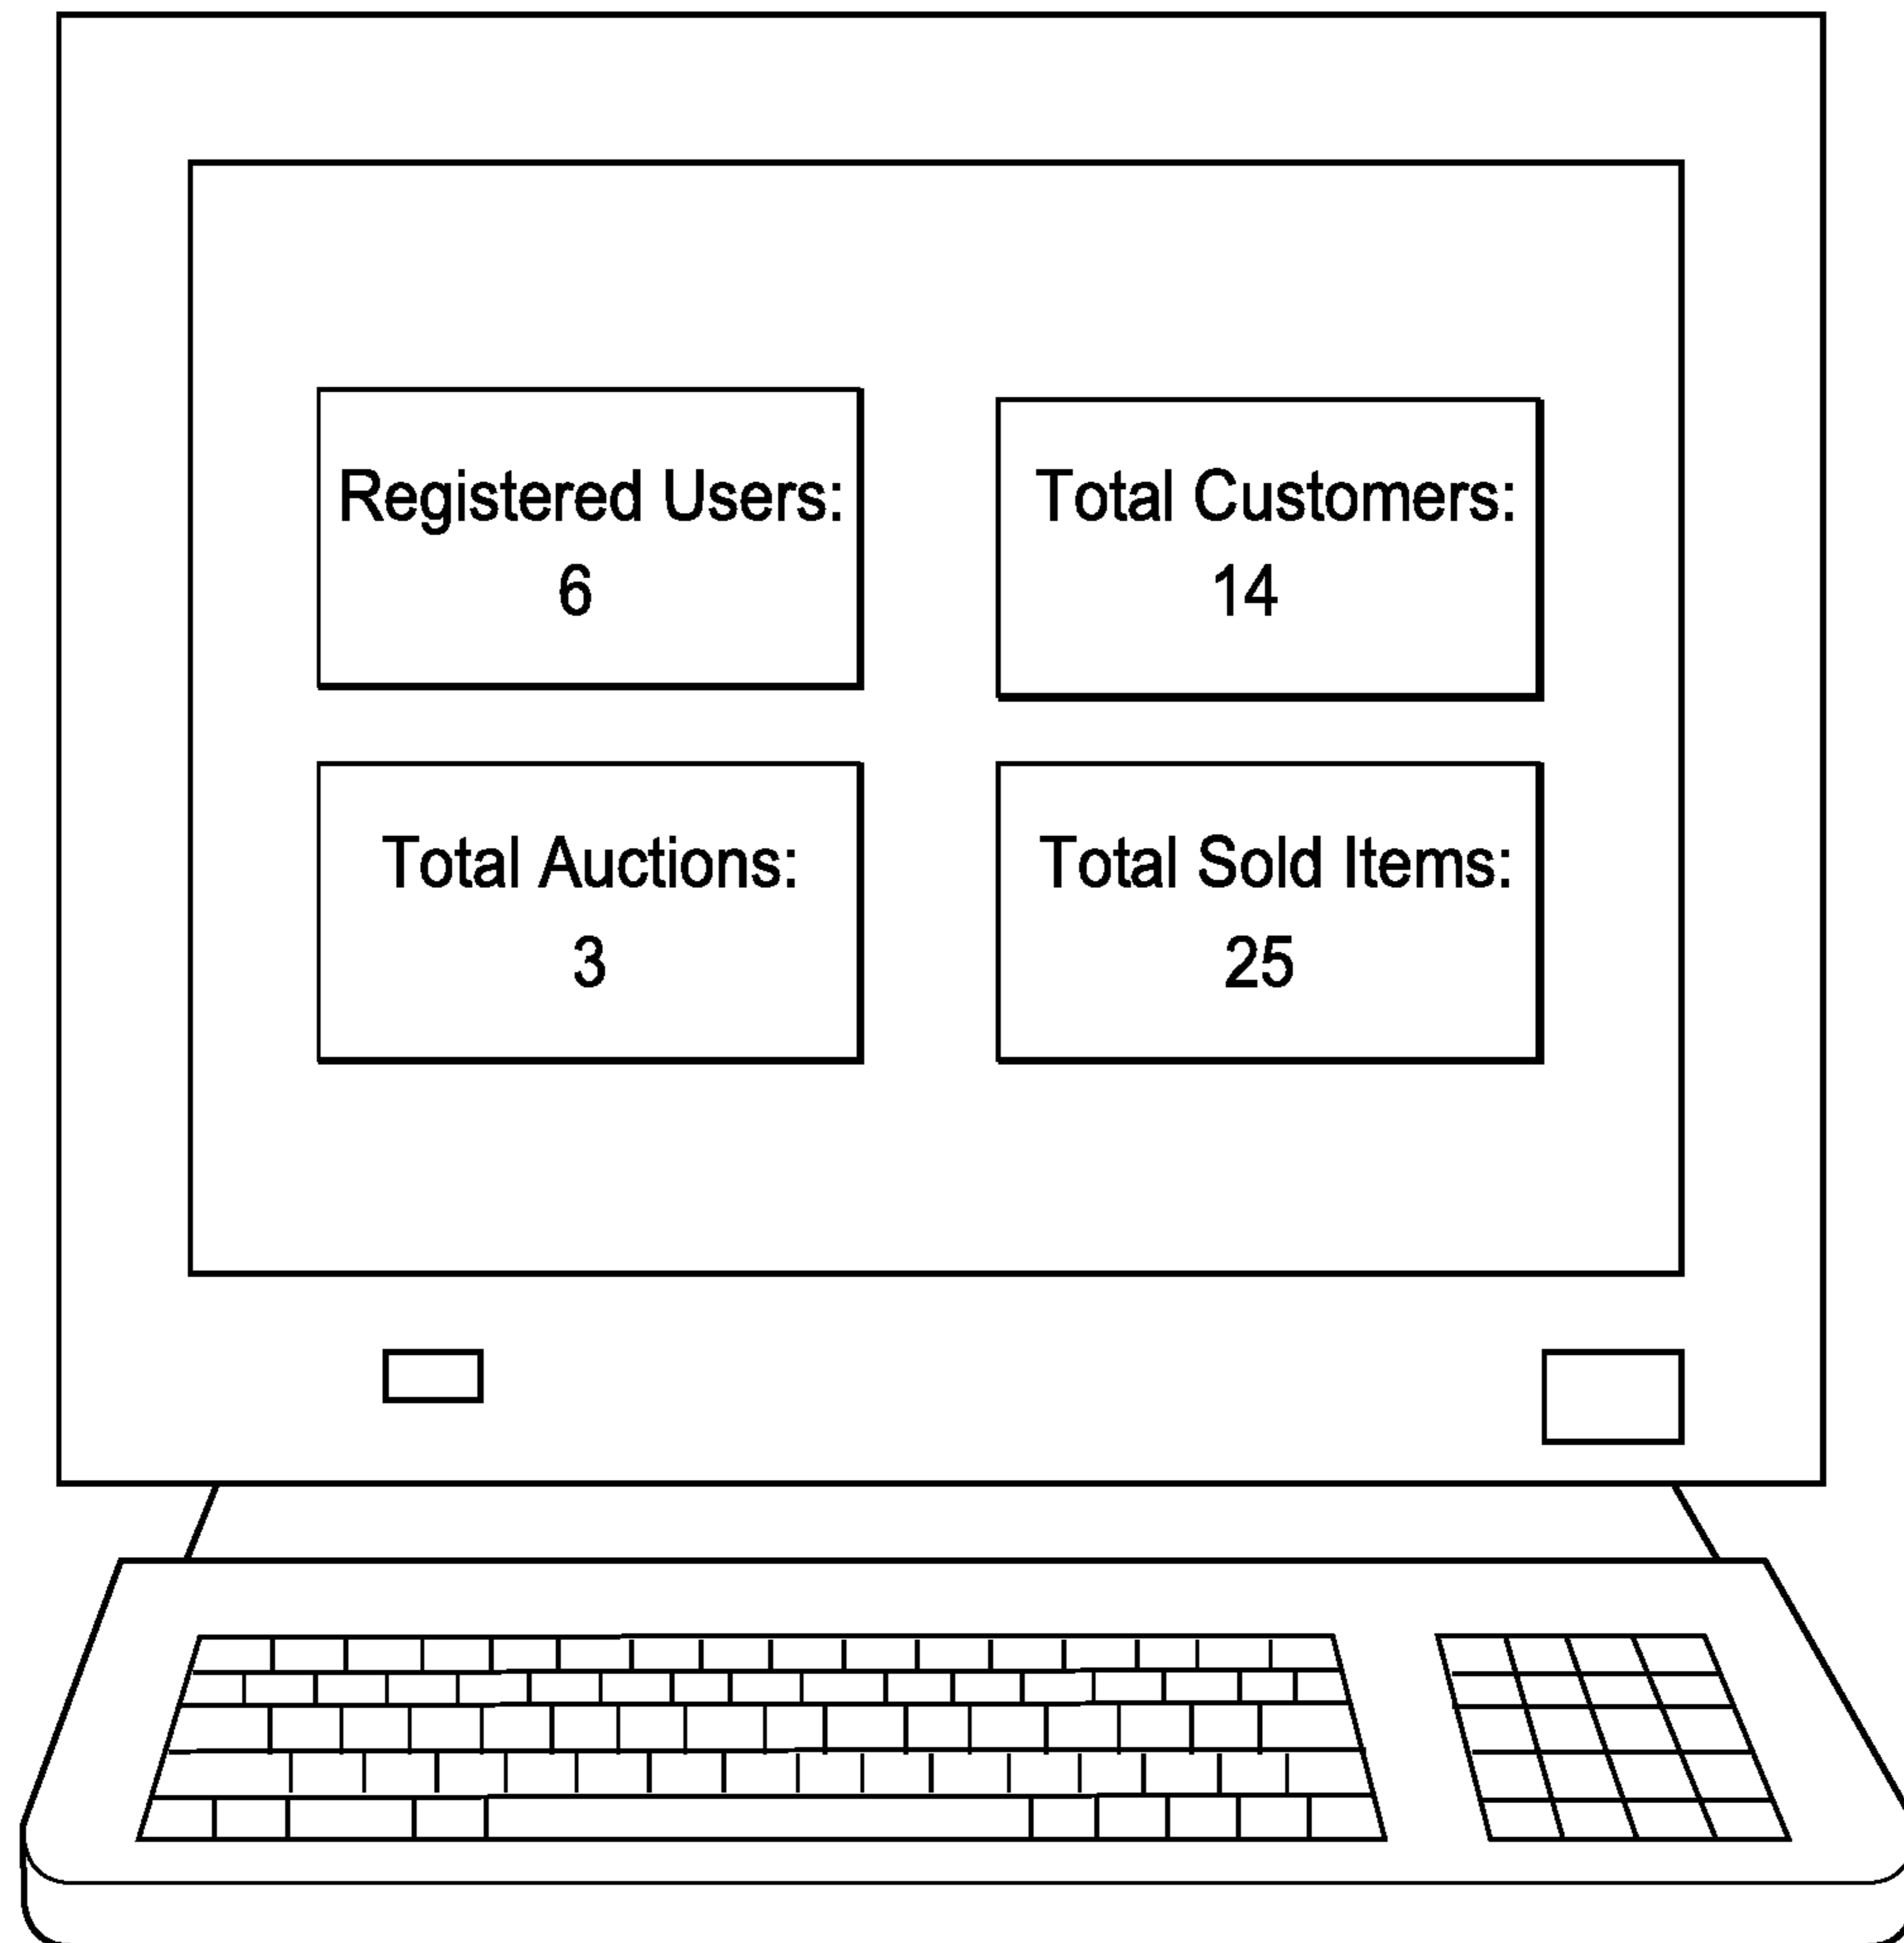 Registered Users:
6
Total Customers:
14
Total Auctions:
3
Total Sold Items:
25